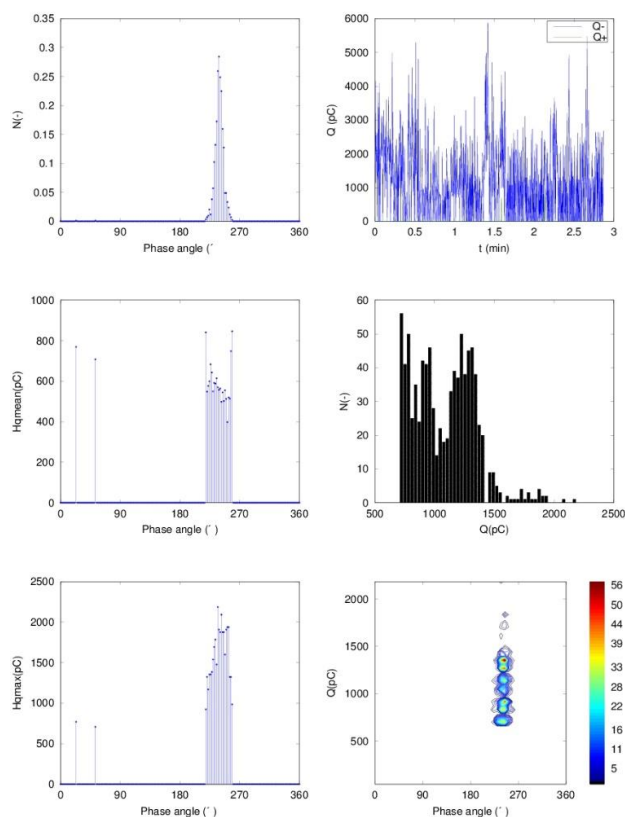 0.35
0.3
0.25
0.2
0.15
0.1
0.05
0
N(-)
0 90 180 270 360
Phase angle (´
6000
5000
4000
3000
2000
1000
0
Q (pC)
Q-
Q+
0 0.5 1 1.5 2 2.5 3
t (min)
1000
800
600
400
200
0
Hqmean(pC)
0 90 180 270 360
Phase angle (´ )
60
50
40
30
20
10
0
N(-)
500 1000 1500 2000 2500
Q(pC)
2500
2000
1500
1000
500
0
Hqmax(pC)
0 90 180 270 360
Phase angle (´ )
2000
1500
1000
500
0
Q(pC)
0 90 180 270 360
Phase angle (´ )
56
50
44
39
33
28
22
16
11
5